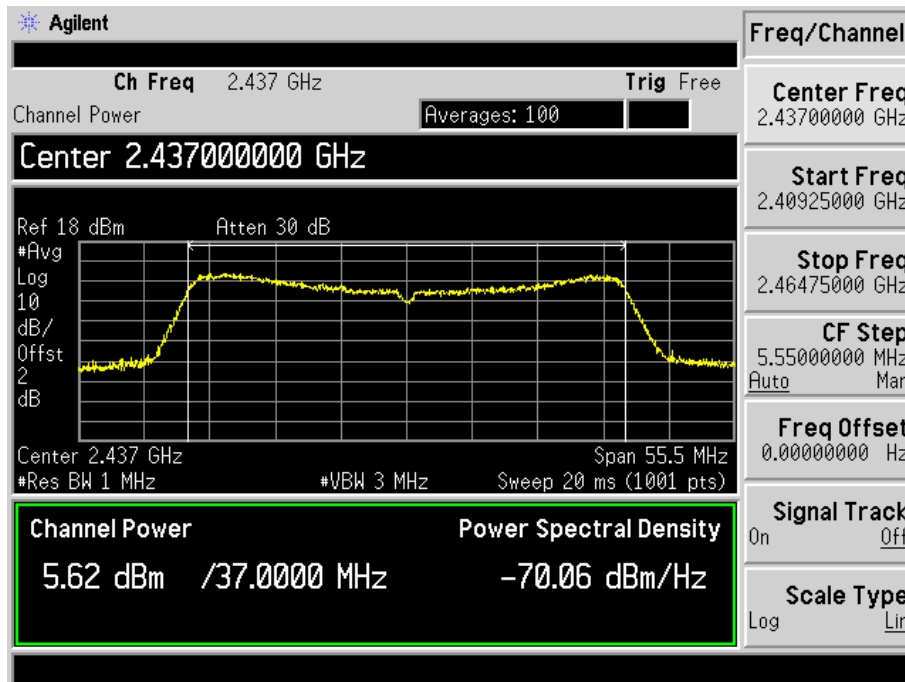 Agilent
Freq/Channel
Ch Freq 2.437 GHz Trig Free
Channel Power Averages: 100
Center 2.437000000 GHz
Ref 18 dBm Atten 30 dB
#Avg
Log
10
dB/
Offst
2
dB
Center 2.437 GHz Span 55.5 MHz
#Res BW 1 MHz #VBW 3 MHz Sweep 20 ms (1001 pts)
Channel Power Power Spectral Density
5.62 dBm /37.0000 MHz -70.06 dBm/Hz
Center Freq
2.43700000 GHz
Start Freq
2.40925000 GHz
Stop Freq
2.46475000 GHz
CF Step
5.55000000 MHz
Auto Man
Freq Offset
0.00000000 Hz
Signal Track
On Off
Scale Type
Log Lin